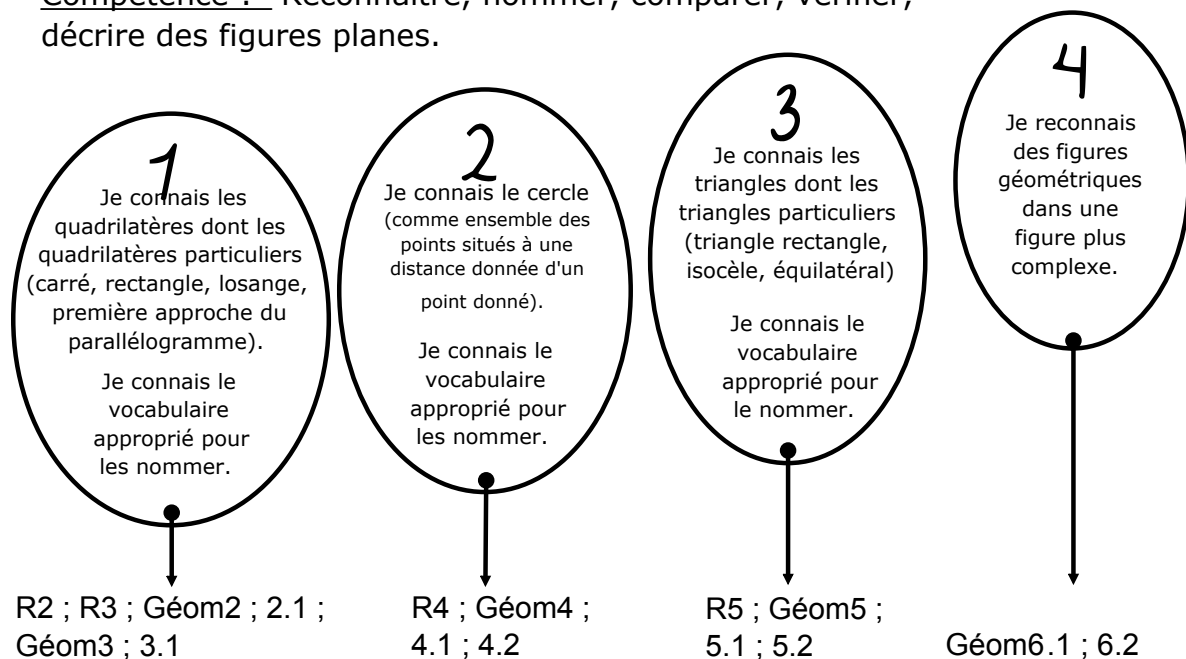 Compétence : Reconnaître, nommer, comparer, vérifier,
décrire des figures planes.
1
Je connais les
quadrilatères dont les
quadrilatères particuliers
(carré, rectangle, losange,
première approche du
parallélogramme).
Je connais le
vocabulaire
approprié pour
les nommer.
R2 ; R3 ; Géom2 ; 2.1 ;
Géom3 ; 3.1
2
Je connais le cercle
(comme ensemble des
points situés à une
distance donnée d'un
point donné).
Je connais le
vocabulaire
approprié pour
les nommer.
R4 ; Géom4 ;
4.1 ; 4.2
3
Je connais les
triangles dont les
triangles particuliers
(triangle rectangle,
isocèle, équilatéral)
Je connais le
vocabulaire
approprié pour
le nommer.
R5 ; Géom5 ;
5.1 ; 5.2
4
Je reconnais
des figures
géométriques
dans une
figure plus
complexe.
Géom6.1 ; 6.2